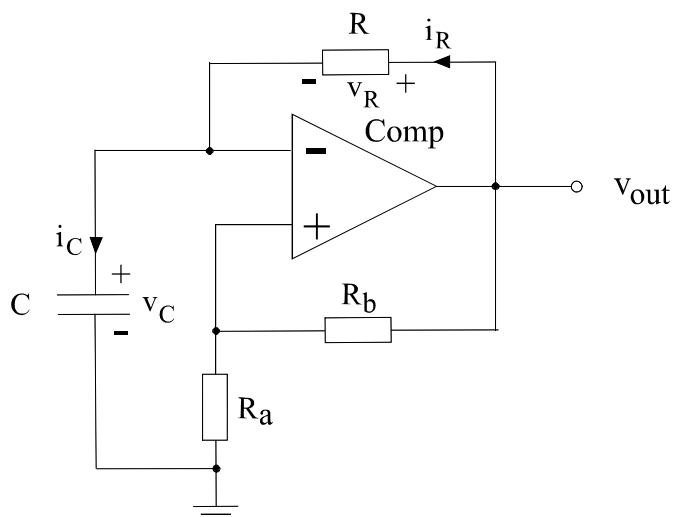 R
i_R
- v_R +
Comp
-
v_out
+
i_C
+
C
v_C
-
R_b
R_a